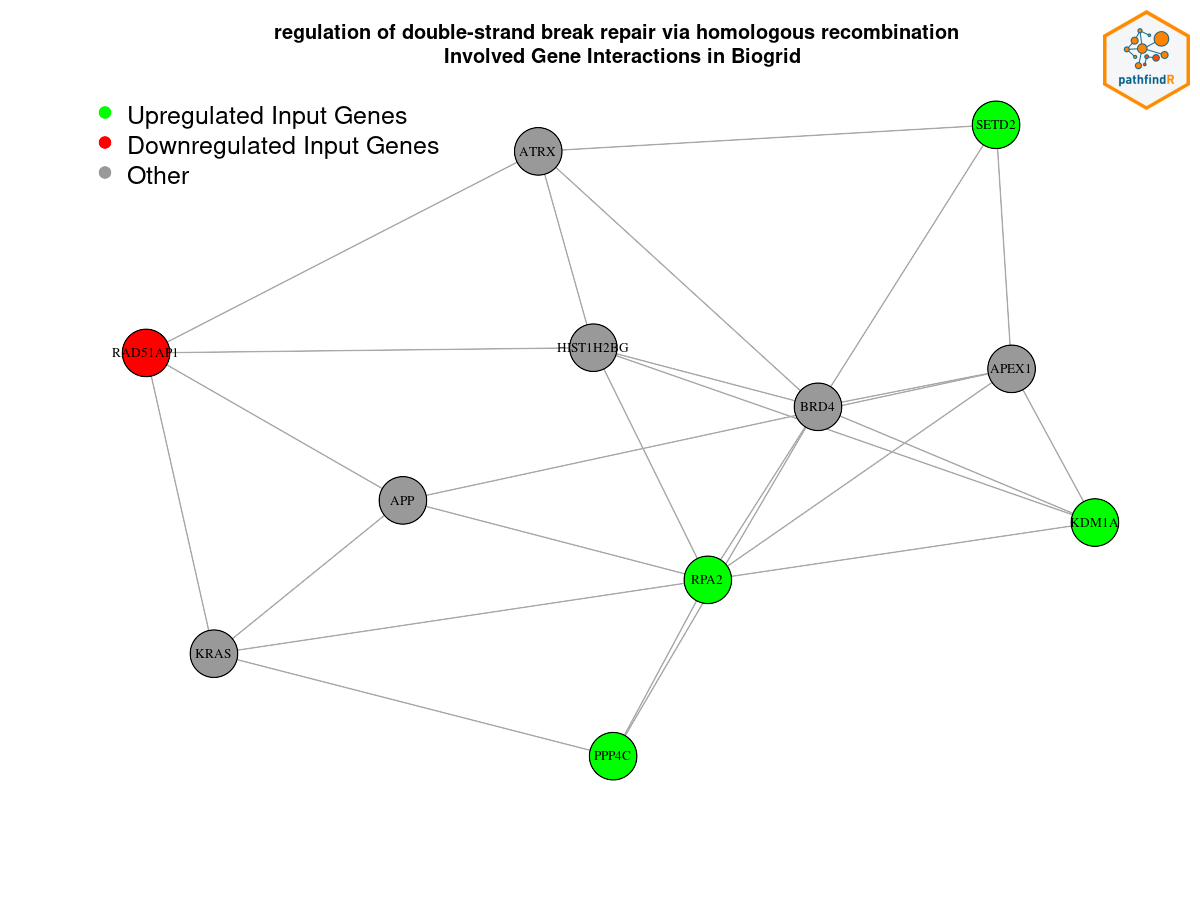 regulation of double-strand break repair via homologous recombination
Involved Gene Interactions in Biogrid
pathfindR
Upregulated Input Genes
Downregulated Input Genes
Other
SETD2
ATRX
RAD51AP1
HIST1H2BG
APEX1
BRD4
APP
KDM1A
RPA2
KRAS
PPP4C